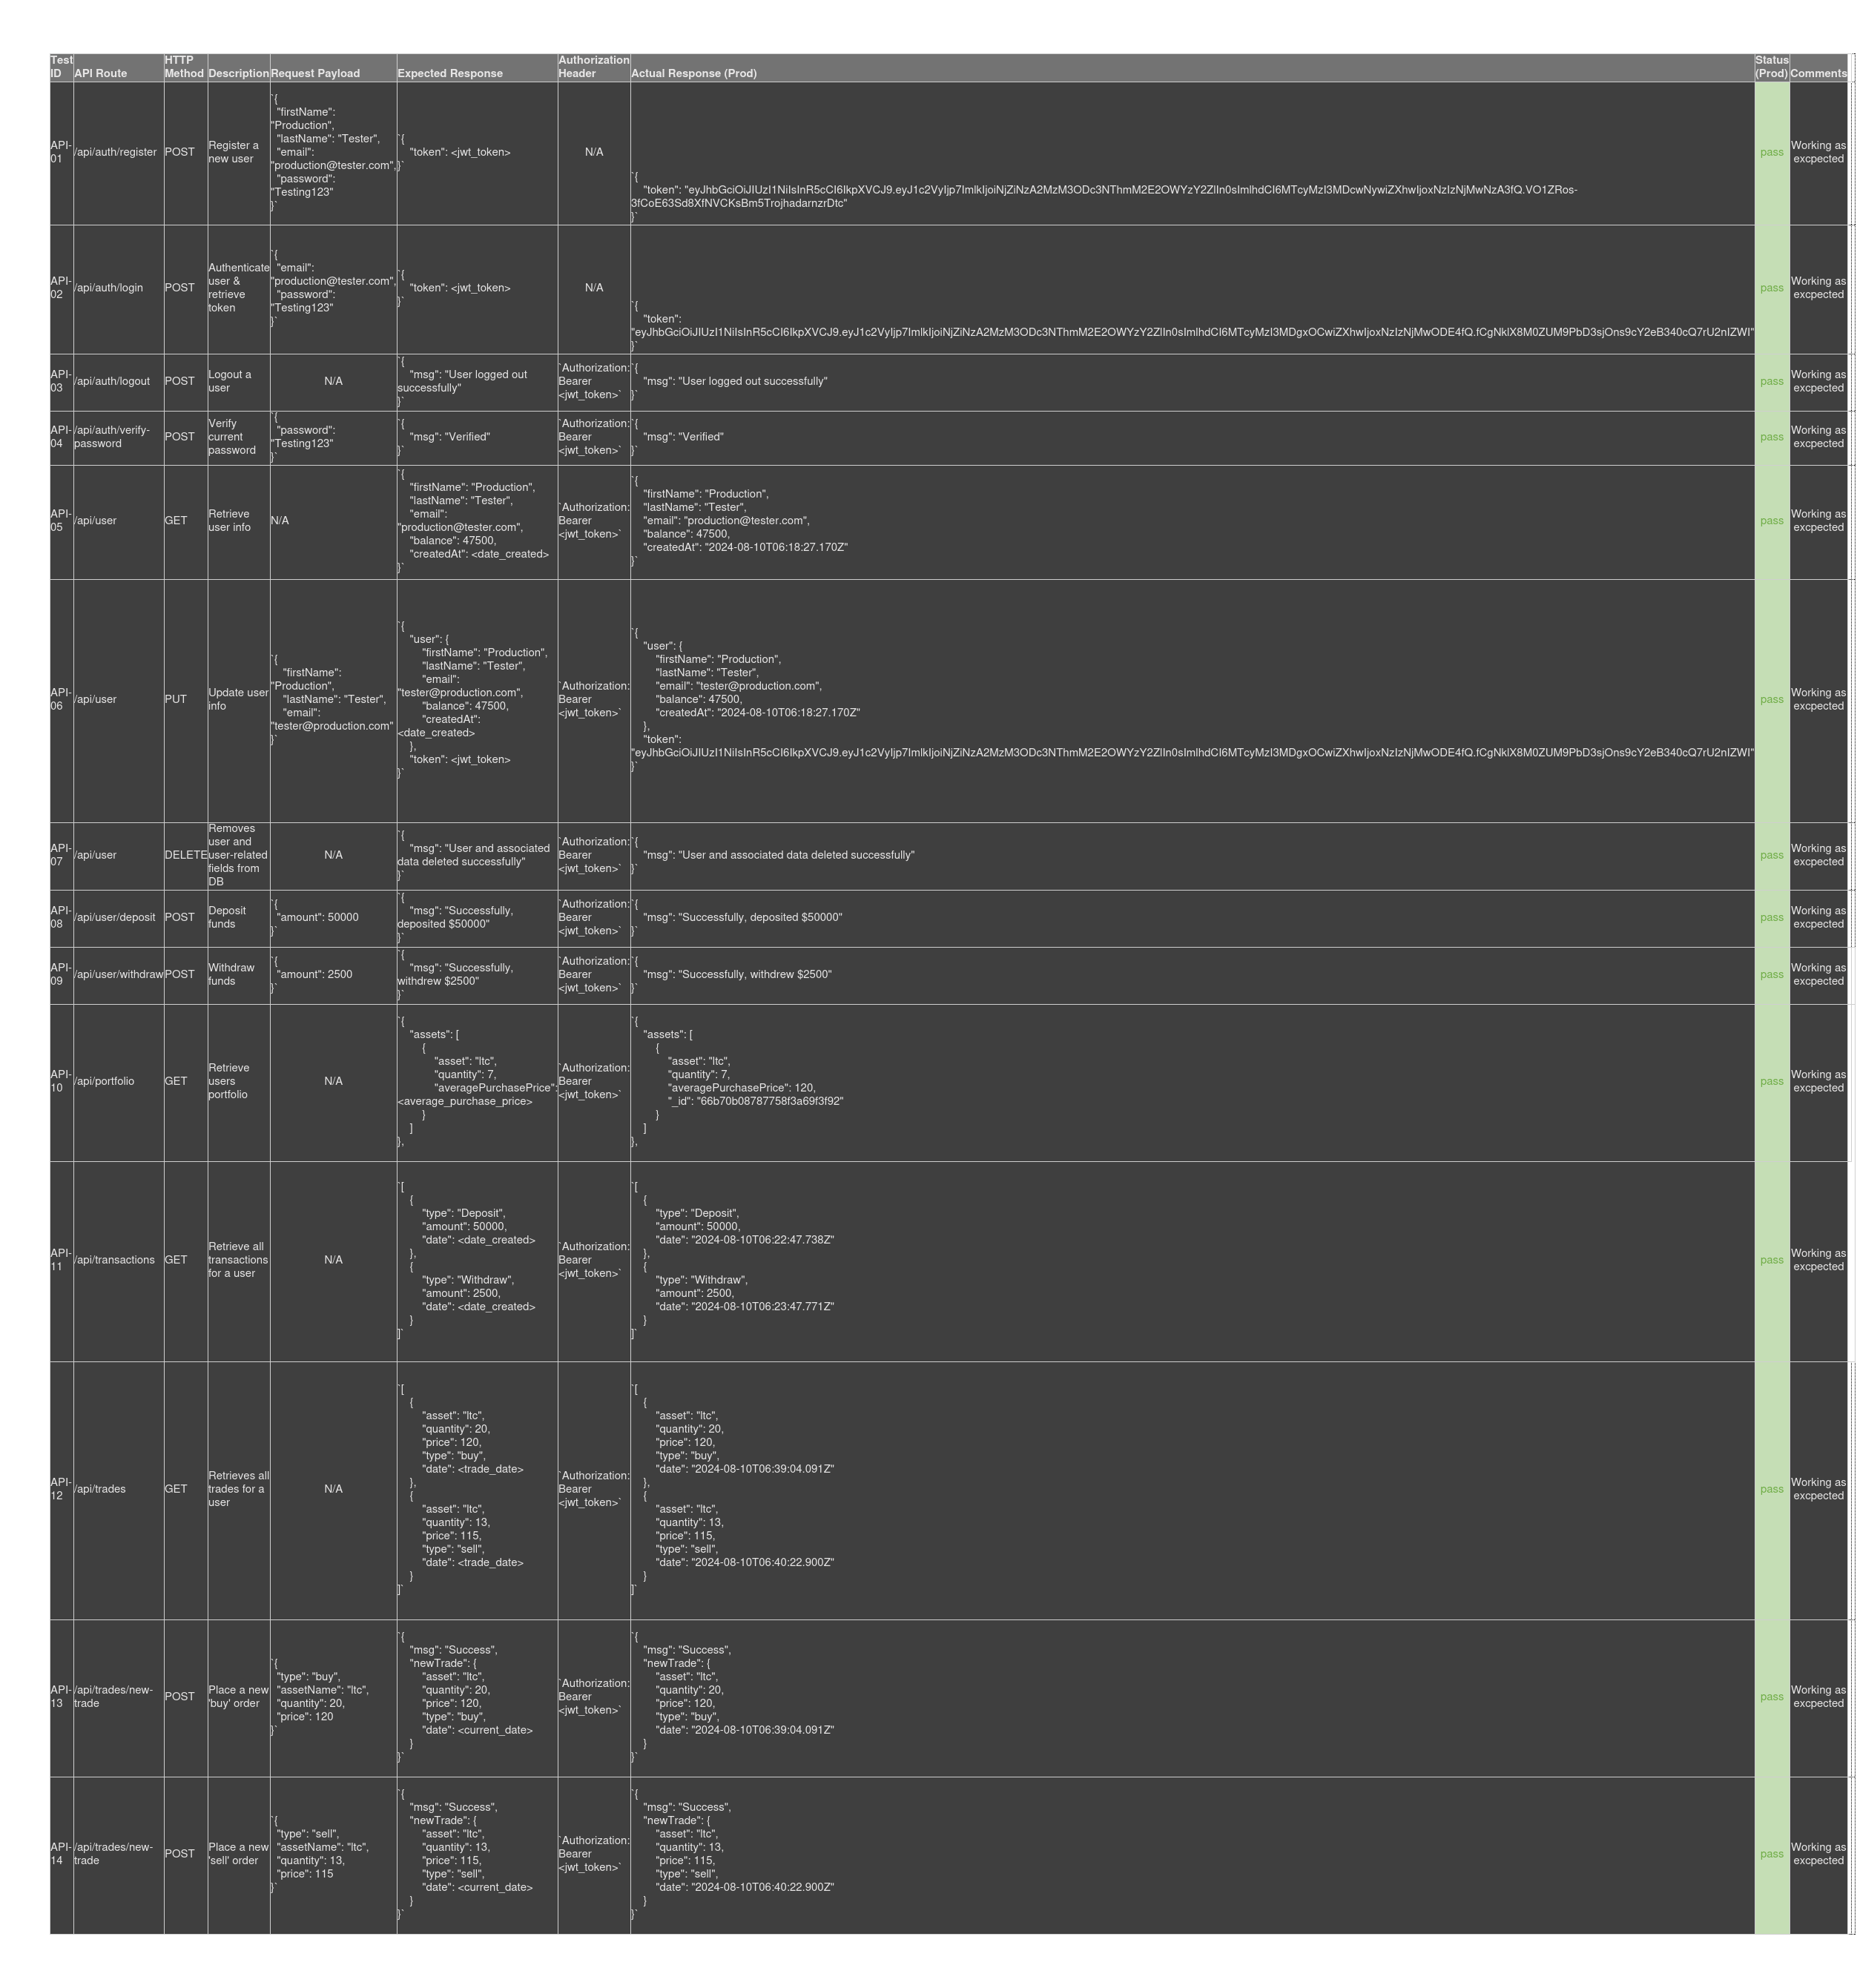 Test
ID
API Route
HTTP
Method
Description
Request Payload
Expected Response
Authorization
Header
Actual Response (Prod)
Status
(Prod)
Comments
API-
01
/api/auth/register
POST
Register a
new user
`{
"firstName":
"Production",
"lastName": "Tester",
"email":
"production@tester.com",
"password":
"Testing123"
}`
`{
"token": <jwt_token>
}`
N/A
`{
"token": "eyJhbGciOiJIUzI1NiIsInR5cCI6IkpXVCJ9.eyJ1c2VyIjp7ImlkIjoiNjZiNzA2MzM3ODc3NThmM2E2OWYzY2ZlIn0sImlhdCI6MTcyMzI3MDcwNywiZXhwIjoxNzIzNjMwNzA3fQ.VO1ZRos-
3fCoE63Sd8XfNVCKsBm5TrojhadarnzrDtc"
}`
pass
Working as
excpected
API-
02
/api/auth/login
POST
Authenticate
user &
retrieve
token
`{
"email":
"production@tester.com",
"password":
"Testing123"
}`
`{
"token": <jwt_token>
}`
N/A
`{
"token":
"eyJhbGciOiJIUzI1NiIsInR5cCI6IkpXVCJ9.eyJ1c2VyIjp7ImlkIjoiNjZiNzA2MzM3ODc3NThmM2E2OWYzY2ZlIn0sImlhdCI6MTcyMzI3MDgxOCwiZXhwIjoxNzIzNjMwODE4fQ.fCgNklX8M0ZUM9PbD3sjOns9cY2eB340cQ7rU2nIZWI"
}`
pass
Working as
excpected
API-
03
/api/auth/logout
POST
Logout a
user
N/A
`{
"msg": "User logged out
successfully"
}`
`Authorization:
Bearer
<jwt_token>`
`{
"msg": "User logged out successfully"
}`
pass
Working as
excpected
API-
04
/api/auth/verify-
password
POST
Verify
current
password
`{
"password":
"Testing123"
}`
`{
"msg": "Verified"
}`
`Authorization:
Bearer
<jwt_token>`
`{
"msg": "Verified"
}`
pass
Working as
excpected
API-
05
/api/user
GET
Retrieve
user info
N/A
`{
"firstName": "Production",
"lastName": "Tester",
"email":
"production@tester.com",
"balance": 47500,
"createdAt": <date_created>
}`
`Authorization:
Bearer
<jwt_token>`
`{
"firstName": "Production",
"lastName": "Tester",
"email": "production@tester.com",
"balance": 47500,
"createdAt": "2024-08-10T06:18:27.170Z"
}`
pass
Working as
excpected
API-
06
/api/user
PUT
Update user
info
`{
"firstName":
"Production",
"lastName": "Tester",
"email":
"tester@production.com"
}`
`{
"user": {
"firstName": "Production",
"lastName": "Tester",
"email":
"tester@production.com",
"balance": 47500,
"createdAt":
<date_created>
},
"token": <jwt_token>
}`
`Authorization:
Bearer
<jwt_token>`
`{
"user": {
"firstName": "Production",
"lastName": "Tester",
"email": "tester@production.com",
"balance": 47500,
"createdAt": "2024-08-10T06:18:27.170Z"
},
"token":
"eyJhbGciOiJIUzI1NiIsInR5cCI6IkpXVCJ9.eyJ1c2VyIjp7ImlkIjoiNjZiNzA2MzM3ODc3NThmM2E2OWYzY2ZlIn0sImlhdCI6MTcyMzI3MDgxOCwiZXhwIjoxNzIzNjMwODE4fQ.fCgNklX8M0ZUM9PbD3sjOns9cY2eB340cQ7rU2nIZWI"
}`
pass
Working as
excpected
API-
07
/api/user
DELETE
Removes
user and
user-related
fields from
DB
N/A
`{
"msg": "User and associated
data deleted successfully"
}`
`Authorization:
Bearer
<jwt_token>`
`{
"msg": "User and associated data deleted successfully"
}`
pass
Working as
excpected
API-
08
/api/user/deposit
POST
Deposit
funds
`{
"amount": 50000
}`
`{
"msg": "Successfully,
deposited $50000"
}`
`Authorization:
Bearer
<jwt_token>`
`{
"msg": "Successfully, deposited $50000"
}`
pass
Working as
excpected
API-
09
/api/user/withdraw
POST
Withdraw
funds
`{
"amount": 2500
}`
`{
"msg": "Successfully,
withdrew $2500"
}`
`Authorization:
Bearer
<jwt_token>`
`{
"msg": "Successfully, withdrew $2500"
}`
pass
Working as
excpected
API-
10
/api/portfolio
GET
Retrieve
users
portfolio
N/A
`{
"assets": [
{
"asset": "ltc",
"quantity": 7,
"averagePurchasePrice":
<average_purchase_price>
}
]
},
`Authorization:
Bearer
<jwt_token>`
`{
"assets": [
{
"asset": "ltc",
"quantity": 7,
"averagePurchasePrice": 120,
"_id": "66b70b08787758f3a69f3f92"
}
]
},
pass
Working as
excpected
API-
11
/api/transactions
GET
Retrieve all
transactions
for a user
N/A
`[
{
"type": "Deposit",
"amount": 50000,
"date": <date_created>
},
{
"type": "Withdraw",
"amount": 2500,
"date": <date_created>
}
]`
`Authorization:
Bearer
<jwt_token>`
`[
{
"type": "Deposit",
"amount": 50000,
"date": "2024-08-10T06:22:47.738Z"
},
{
"type": "Withdraw",
"amount": 2500,
"date": "2024-08-10T06:23:47.771Z"
}
]`
pass
Working as
excpected
API-
12
/api/trades
GET
Retrieves all
trades for a
user
N/A
`[
{
"asset": "ltc",
"quantity": 20,
"price": 120,
"type": "buy",
"date": <trade_date>
},
{
"asset": "ltc",
"quantity": 13,
"price": 115,
"type": "sell",
"date": <trade_date>
}
]`
`Authorization:
Bearer
<jwt_token>`
`[
{
"asset": "ltc",
"quantity": 20,
"price": 120,
"type": "buy",
"date": "2024-08-10T06:39:04.091Z"
},
{
"asset": "ltc",
"quantity": 13,
"price": 115,
"type": "sell",
"date": "2024-08-10T06:40:22.900Z"
}
]`
pass
Working as
excpected
API-
13
/api/trades/new-
trade
POST
Place a new
'buy' order
`{
"type": "buy",
"assetName": "ltc",
"quantity": 20,
"price": 120
}`
`{
"msg": "Success",
"newTrade": {
"asset": "ltc",
"quantity": 20,
"price": 120,
"type": "buy",
"date": <current_date>
}
}`
`Authorization:
Bearer
<jwt_token>`
`{
"msg": "Success",
"newTrade": {
"asset": "ltc",
"quantity": 20,
"price": 120,
"type": "buy",
"date": "2024-08-10T06:39:04.091Z"
}
}`
pass
Working as
excpected
API-
14
/api/trades/new-
trade
POST
Place a new
'sell' order
`{
"type": "sell",
"assetName": "ltc",
"quantity": 13,
"price": 115
}`
`{
"msg": "Success",
"newTrade": {
"asset": "ltc",
"quantity": 13,
"price": 115,
"type": "sell",
"date": <current_date>
}
}`
`Authorization:
Bearer
<jwt_token>`
`{
"msg": "Success",
"newTrade": {
"asset": "ltc",
"quantity": 13,
"price": 115,
"type": "sell",
"date": "2024-08-10T06:40:22.900Z"
}
}`
pass
Working as
excpected